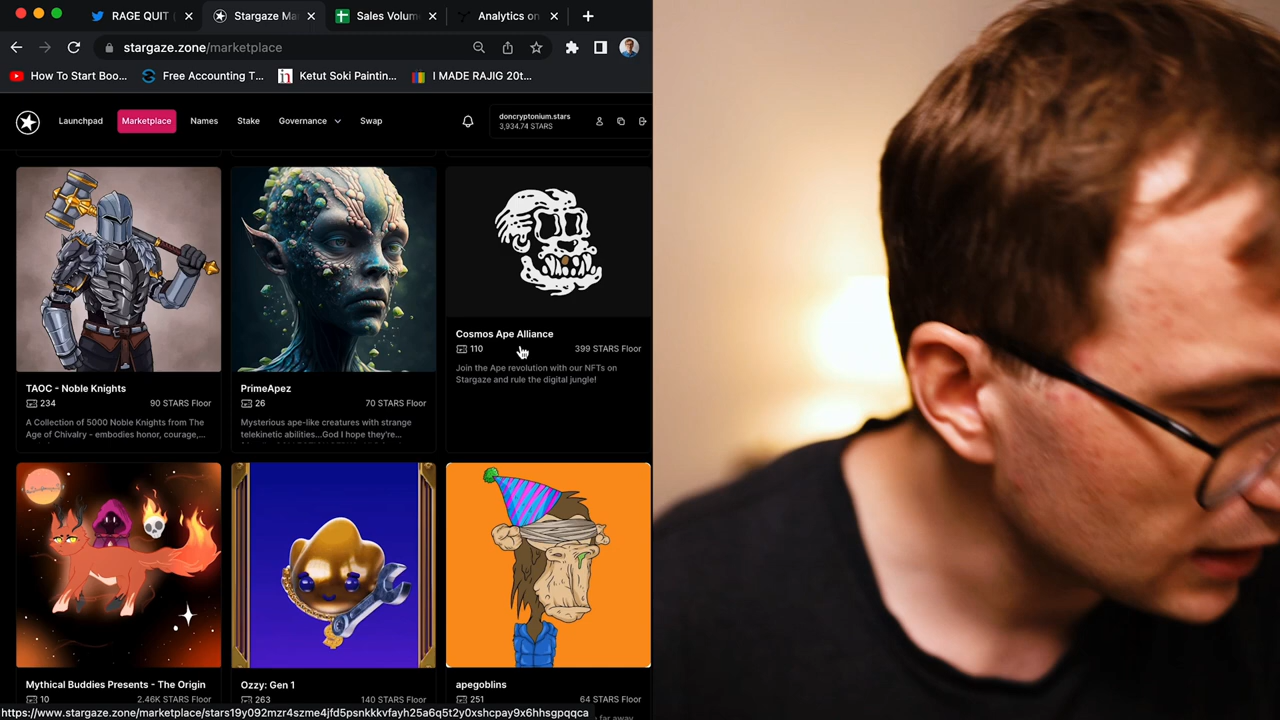 RAGE QUIT (
Stargaze Ma
Sales Volum
Analytics on
stargaze.zone/marketplace
How To Start Boo...
Free Accounting T...
Ketut Soki Paintin...
I MADE RAJIG 20t...
Launchpad
Marketplace
Names
Stake
Governance
Swap
doncryptonium.stars
3,934.74 STARS
Cosmos Ape Alliance
110
399 STARS Floor
Join the Ape revolution with our NFTs on
Stargaze and rule the digital jungle!
TAOC - Noble Knights
234
90 STARS Floor
A Collection of 5000 Noble Knights from The
Age of Chivalry - embodies honor, courage,...
PrimeApez
26
70 STARS Floor
Mysterious ape-like creatures with strange
telekinetic abilities...God I hope they're...
Mythical Buddies Presents - The Origin
10
2.46K STARS Floor
Ozzy: Gen 1
263
140 STARS Floor
apegoblins
251
64 STARS Floor
far away
https://www.stargaze.zone/marketplace/stars19y092mzr4szme4jfd5psnkkkvfayh25a6q5t2y0xshcpay9x6hhsgpqqca